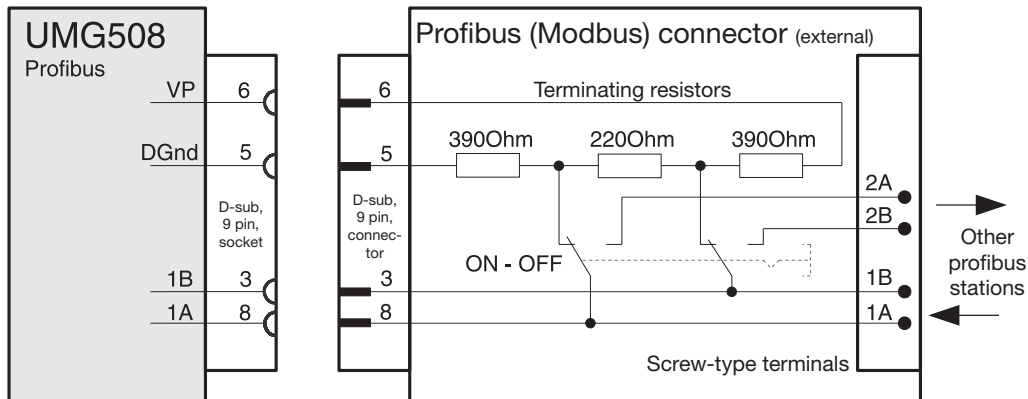 UMG508
Profibus
VP 6
DGnd 5
D-sub,
9 pin,
socket
1B 3
1A 8
Profibus (Modbus) connector (external)
6
Terminating resistors
5
390Ohm 220Ohm 390Ohm
D-sub,
9 pin,
connec-
tor
ON - OFF
3
8
2A
2B
1B
1A
Screw-type terminals
Other
profibus
stations